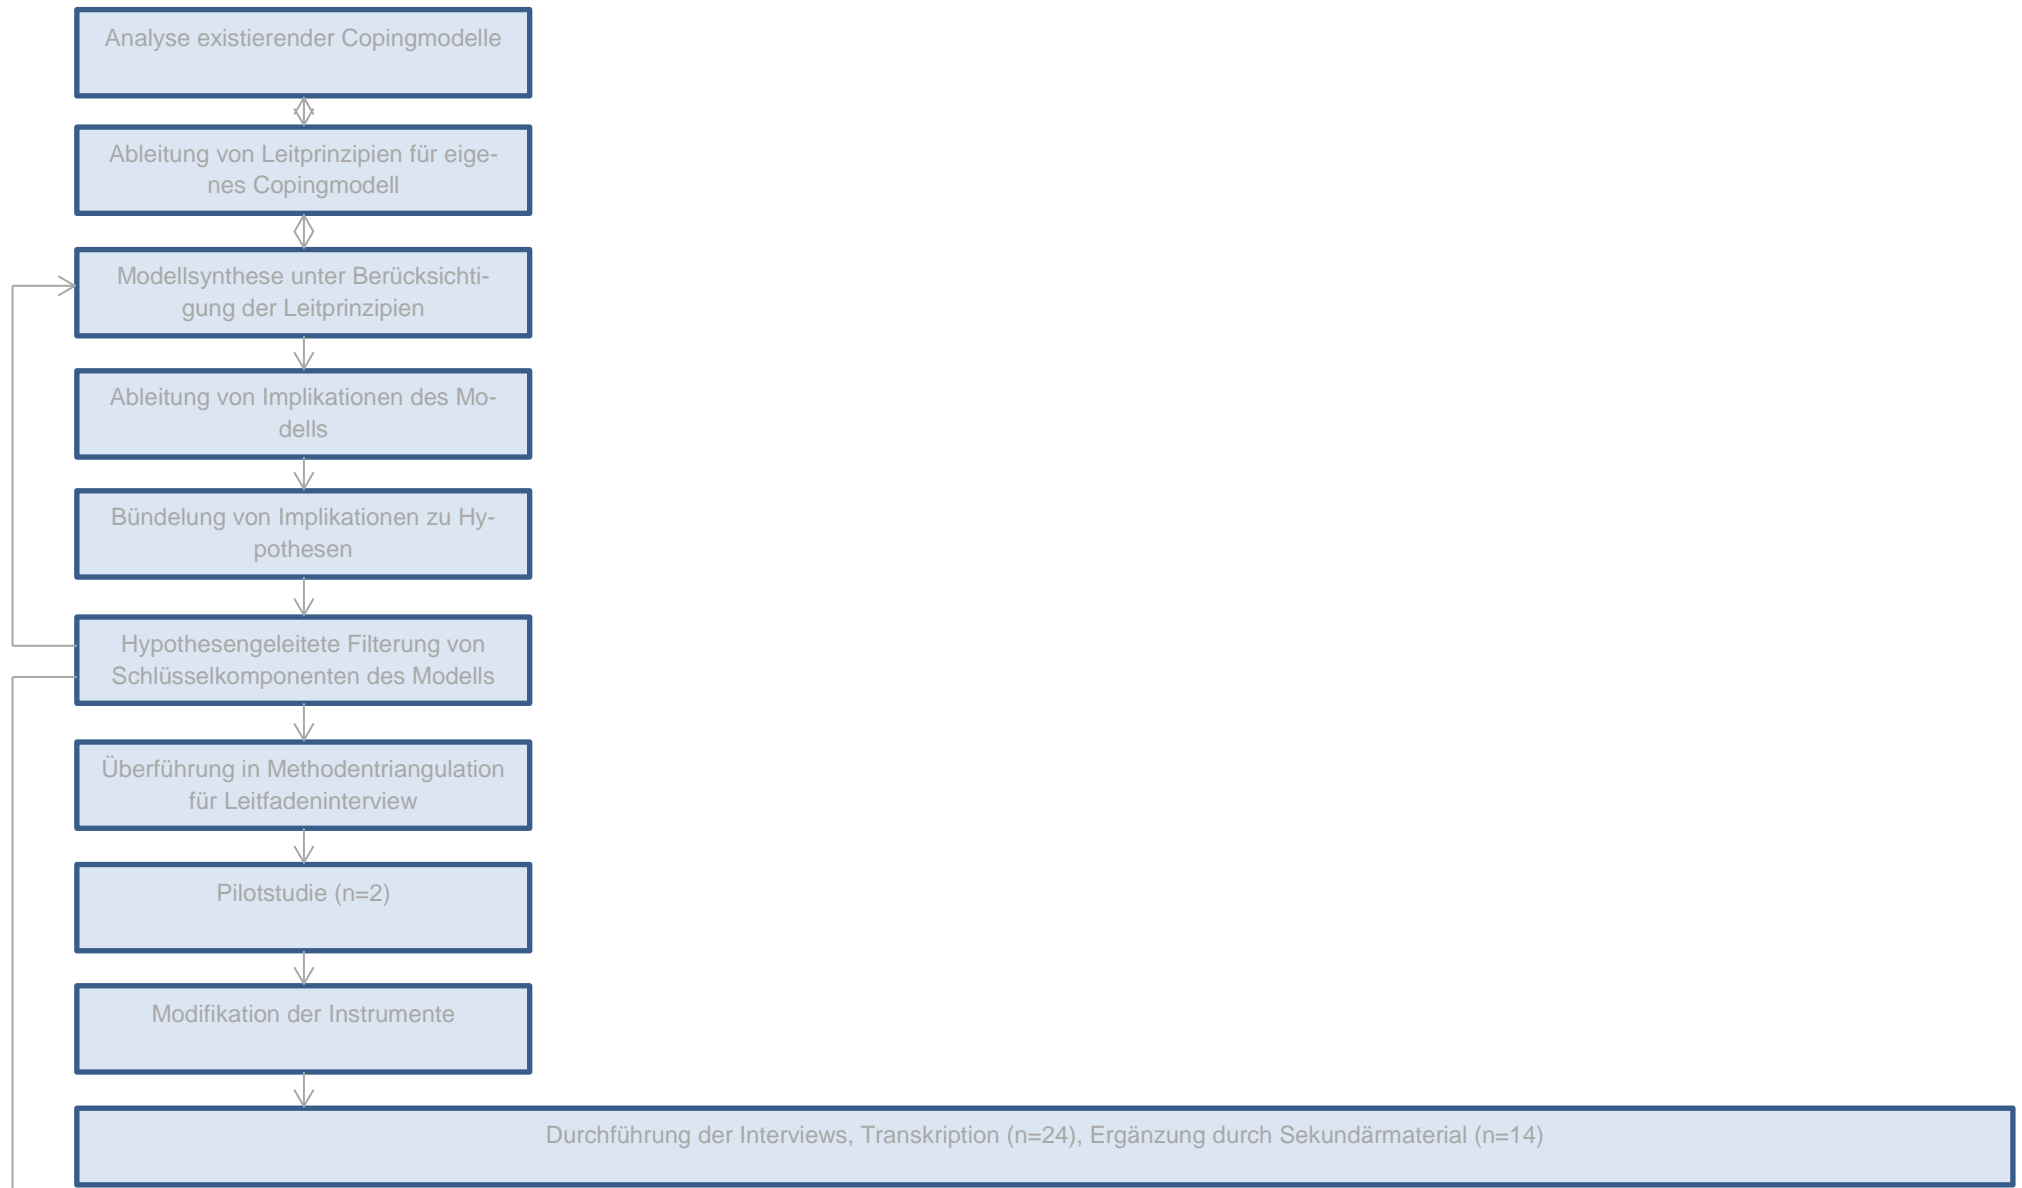 Analyse existierender Copingmodelle
Ableitung von Leitprinzipien für eige-
nes Copingmodell
Modellsynthese unter Berücksichti-
gung der Leitprinzipien
Ableitung von Implikationen des Mo-
dells
Bündelung von Implikationen zu Hy-
pothesen
Hypothesengeleitete Filterung von
Schlüsselkomponenten des Modells
Überführung in Methodentriangulation
für Leitfadeninterview
Pilotstudie (n=2)
Modifikation der Instrumente
Durchführung der Interviews, Transkription (n=24), Ergänzung durch Sekundärmaterial (n=14)